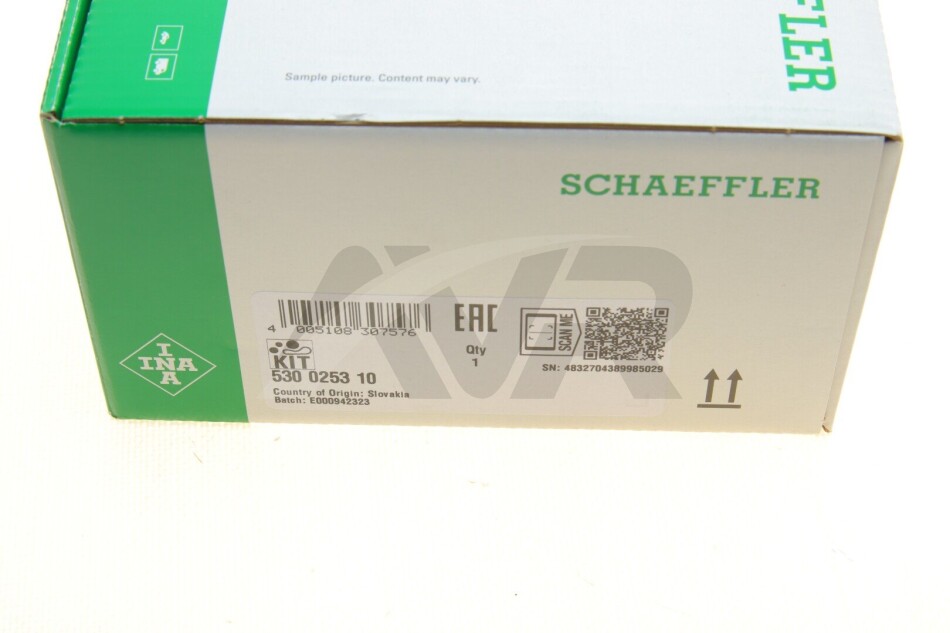 FLER
Sample picture. Content may vary.
SCHAEFFLER
AVR
4 005108 307576
EAC
SCAN ME
Qty
1
KIT
530 0253 10
SN: 4832704389985029
Country of Origin: Slovakia
Batch: E000942323
I
INA
A